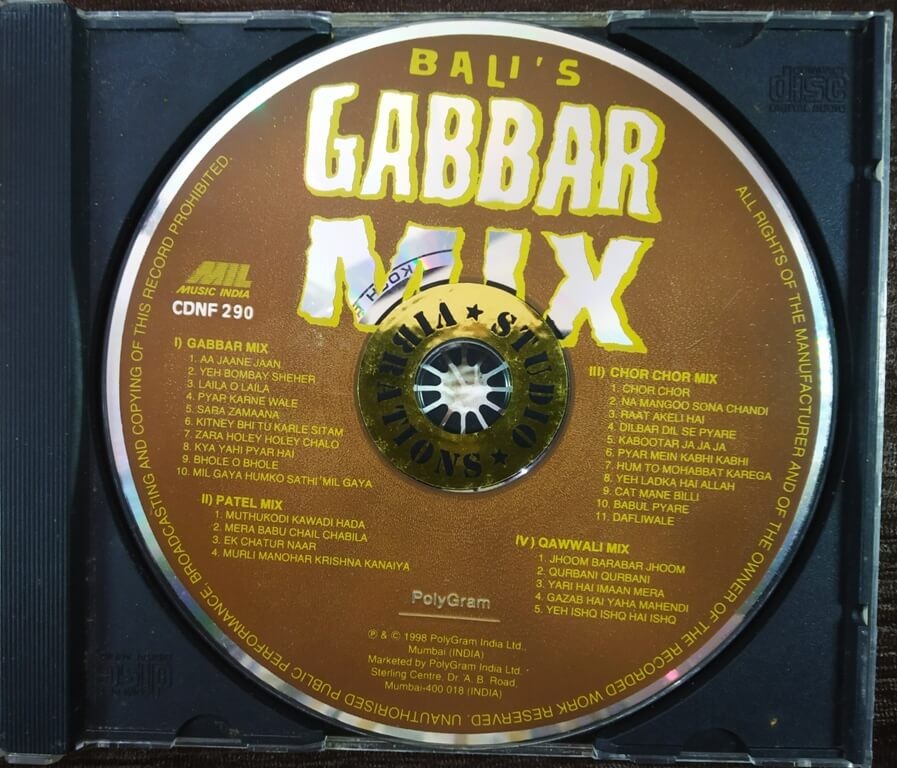 BALI'S
GABBAR
MIX
MIL
MUSIC INDIA
CDNF 290
STUDIO ★ VIBRATIONS ★
I) GABBAR MIX
1. AA JAANE JAAN
2. YEH BOMBAY SHEHER
3. LAILA O LAILA
4. PYAR KARNE WALE
5. SARA ZAMAANA
6. KITNEY BHI TU KARLE SITAM
7. ZARA HOLEY HOLEY CHALO
8. KYA YAHI PYAR HAI
9. BHOLE O BHOLE
10. MIL GAYA HUMKO SATHI 'MIL GAYA
II) PATEL MIX
1. MUTHUKODI KAWADI HADA
2. MERA BABU CHAIL CHABILA
3. EK CHATUR NAAR
4. MURLI MANOHAR KRISHNA KANAIYA
III) CHOR CHOR MIX
1. CHOR CHOR
2. NA MANGOO SONA CHANDI
3. RAAT AKELI HAI
4. DILBAR DIL SE PYARE
5. KABOOTAR JA JA JA
6. PYAR MEIN KABHI KABHI
7. HUM TO MOHABBAT KAREGA
8. YEH LADKA HAI ALLAH
9. CAT MANE BILLI
10. BABUL PYARE
11. DAFLIWALE
IV) QAWWALI MIX
1. JHOOM BARABAR JHOOM
2. QURBANI QURBANI
3. YARI HAI IMAAN MERA
4. GAZAB HAI YAHA MAHENDI
5. YEH ISHQ ISHQ HAI ISHQ
PolyGram
℗ & © 1998 PolyGram India Ltd.,
Mumbai (INDIA)
Marketed by PolyGram India Ltd.
Sterling Centre, Dr. A. B. Road,
Mumbai-400 018 (INDIA)
ALL RIGHTS OF THE MANUFACTURER AND OF THE OWNER OF THE RECORDED WORK RESERVED. UNAUTHORISED PUBLIC PERFORMANCE, BROADCASTING AND COPYING OF THIS RECORD PROHIBITED.
disc
DIGITAL AUDIO